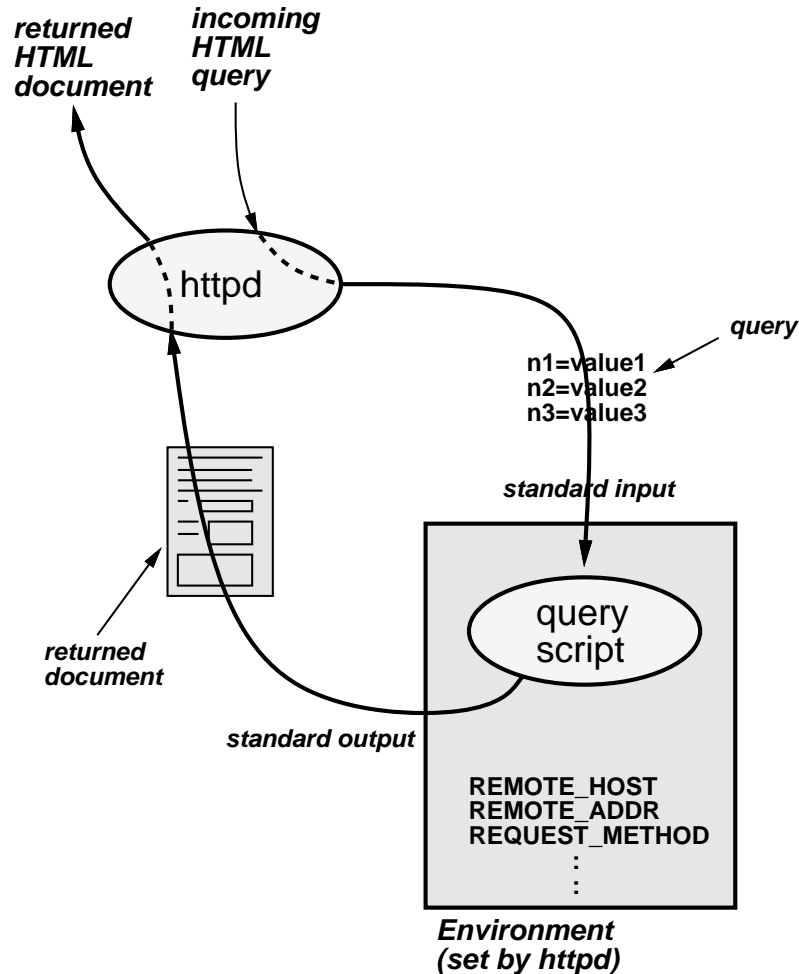 returned
HTML
document
incoming
HTML
query
httpd
query
n1=value1
n2=value2
n3=value3
standard input
query
script
returned
document
standard output
REMOTE_HOST
REMOTE_ADDR
REQUEST_METHOD
:
:
Environment
(set by httpd)